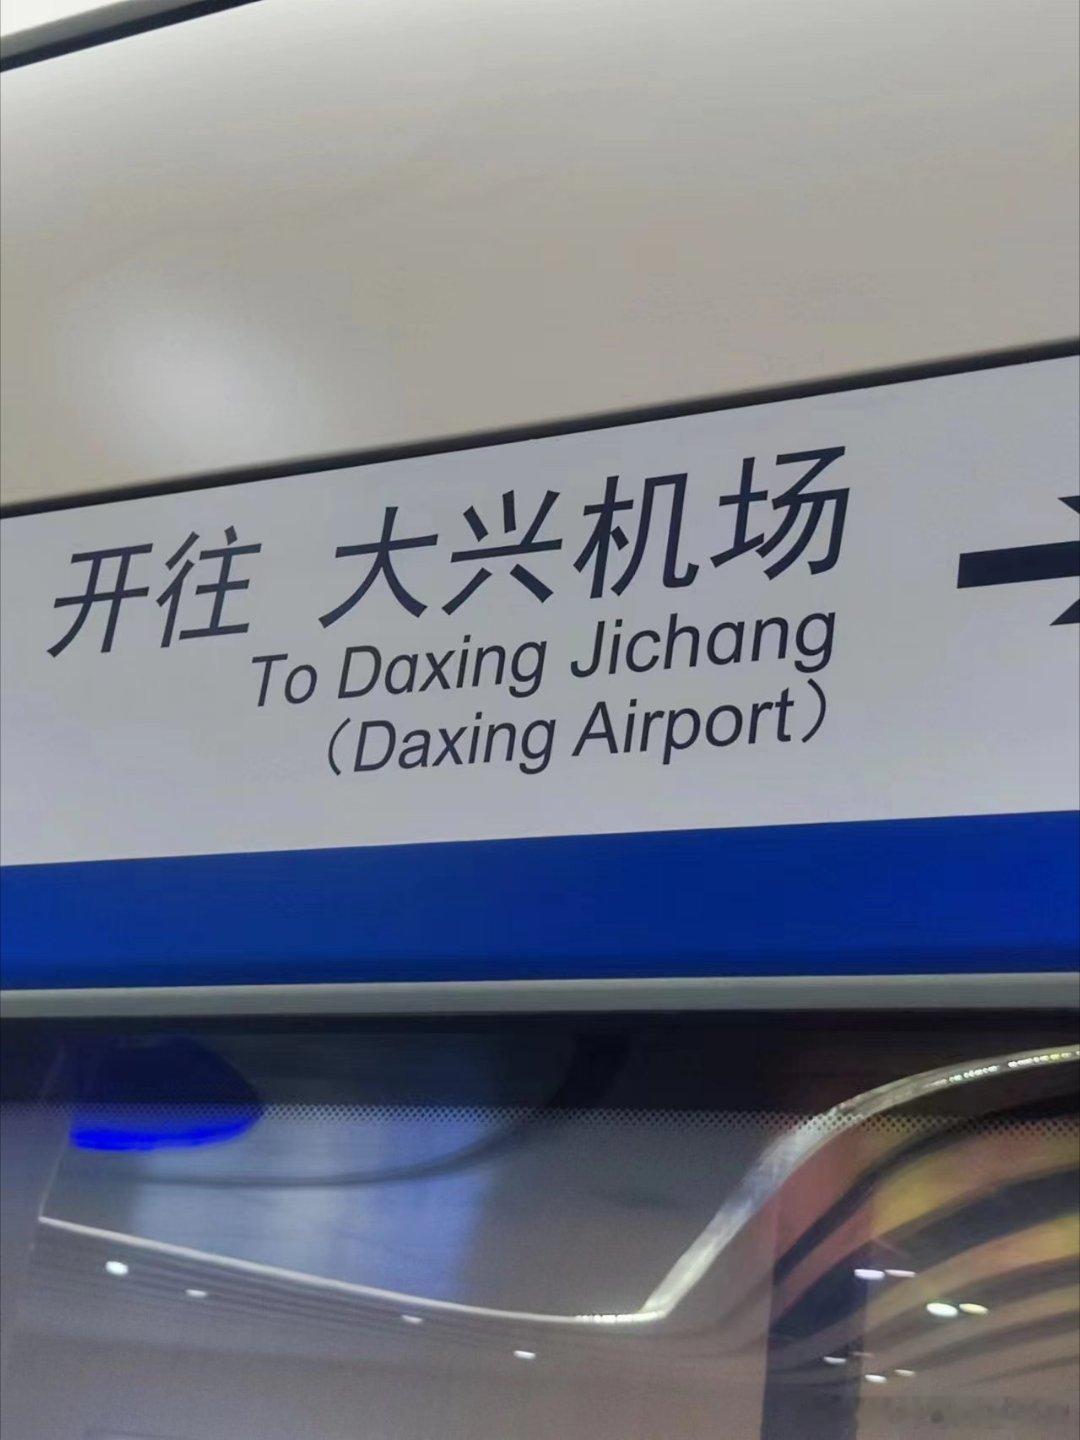 开往 大兴机场
To Daxing Jichang
（Daxing Airport）